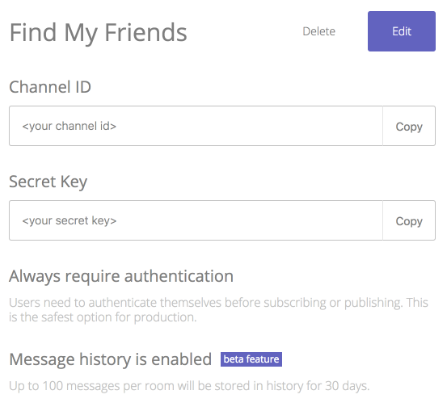 Find My Friends
Delete
Edit
Channel ID
<your channel id>
Copy
Secret Key
<your secret key>
Copy
Always require authentication
Users need to authenticate themselves before subscribing or publishing. This
is the safest option for production.
Message history is enabled beta feature
Up to 100 messages per room will be stored in history for 30 days.